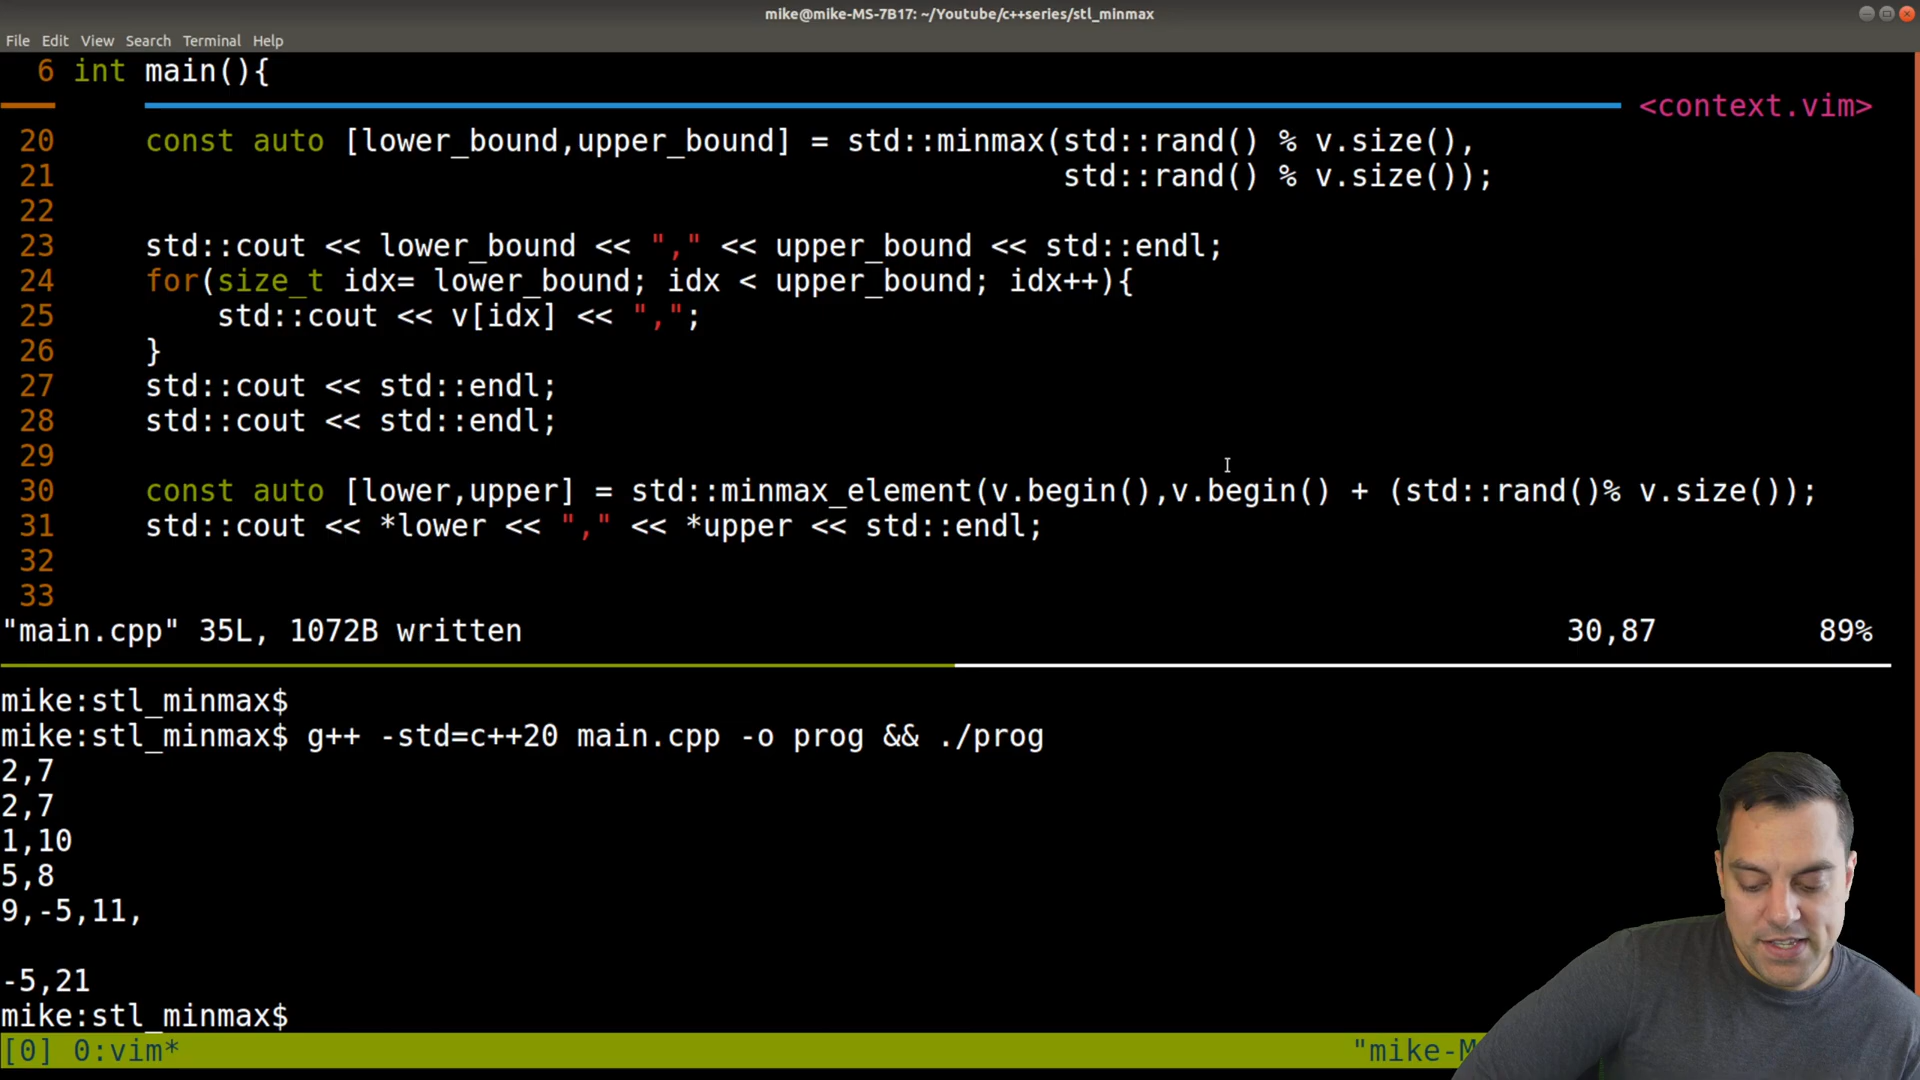 mike@mike-MS-7B17: ~/Youtube/c++series/stl_minmax
File Edit View Search Terminal Help
6 int main(){
<context.vim>
20     const auto [lower_bound,upper_bound] = std::minmax(std::rand() % v.size(),
21                                                        std::rand() % v.size());
22
23     std::cout << lower_bound << "," << upper_bound << std::endl;
24     for(size_t idx= lower_bound; idx < upper_bound; idx++){
25         std::cout << v[idx] << ",";
26     }
27     std::cout << std::endl;
28     std::cout << std::endl;
29
30     const auto [lower,upper] = std::minmax_element(v.begin(),v.begin() + (std::rand()% v.size());
31     std::cout << *lower << "," << *upper << std::endl;
32
33
"main.cpp" 35L, 1072B written 30,87 89%
mike:stl_minmax$
mike:stl_minmax$ g++ -std=c++20 main.cpp -o prog && ./prog
2,7
2,7
1,10
5,8
9,-5,11,

-5,21
mike:stl_minmax$
[0] 0:vim* "mike-M